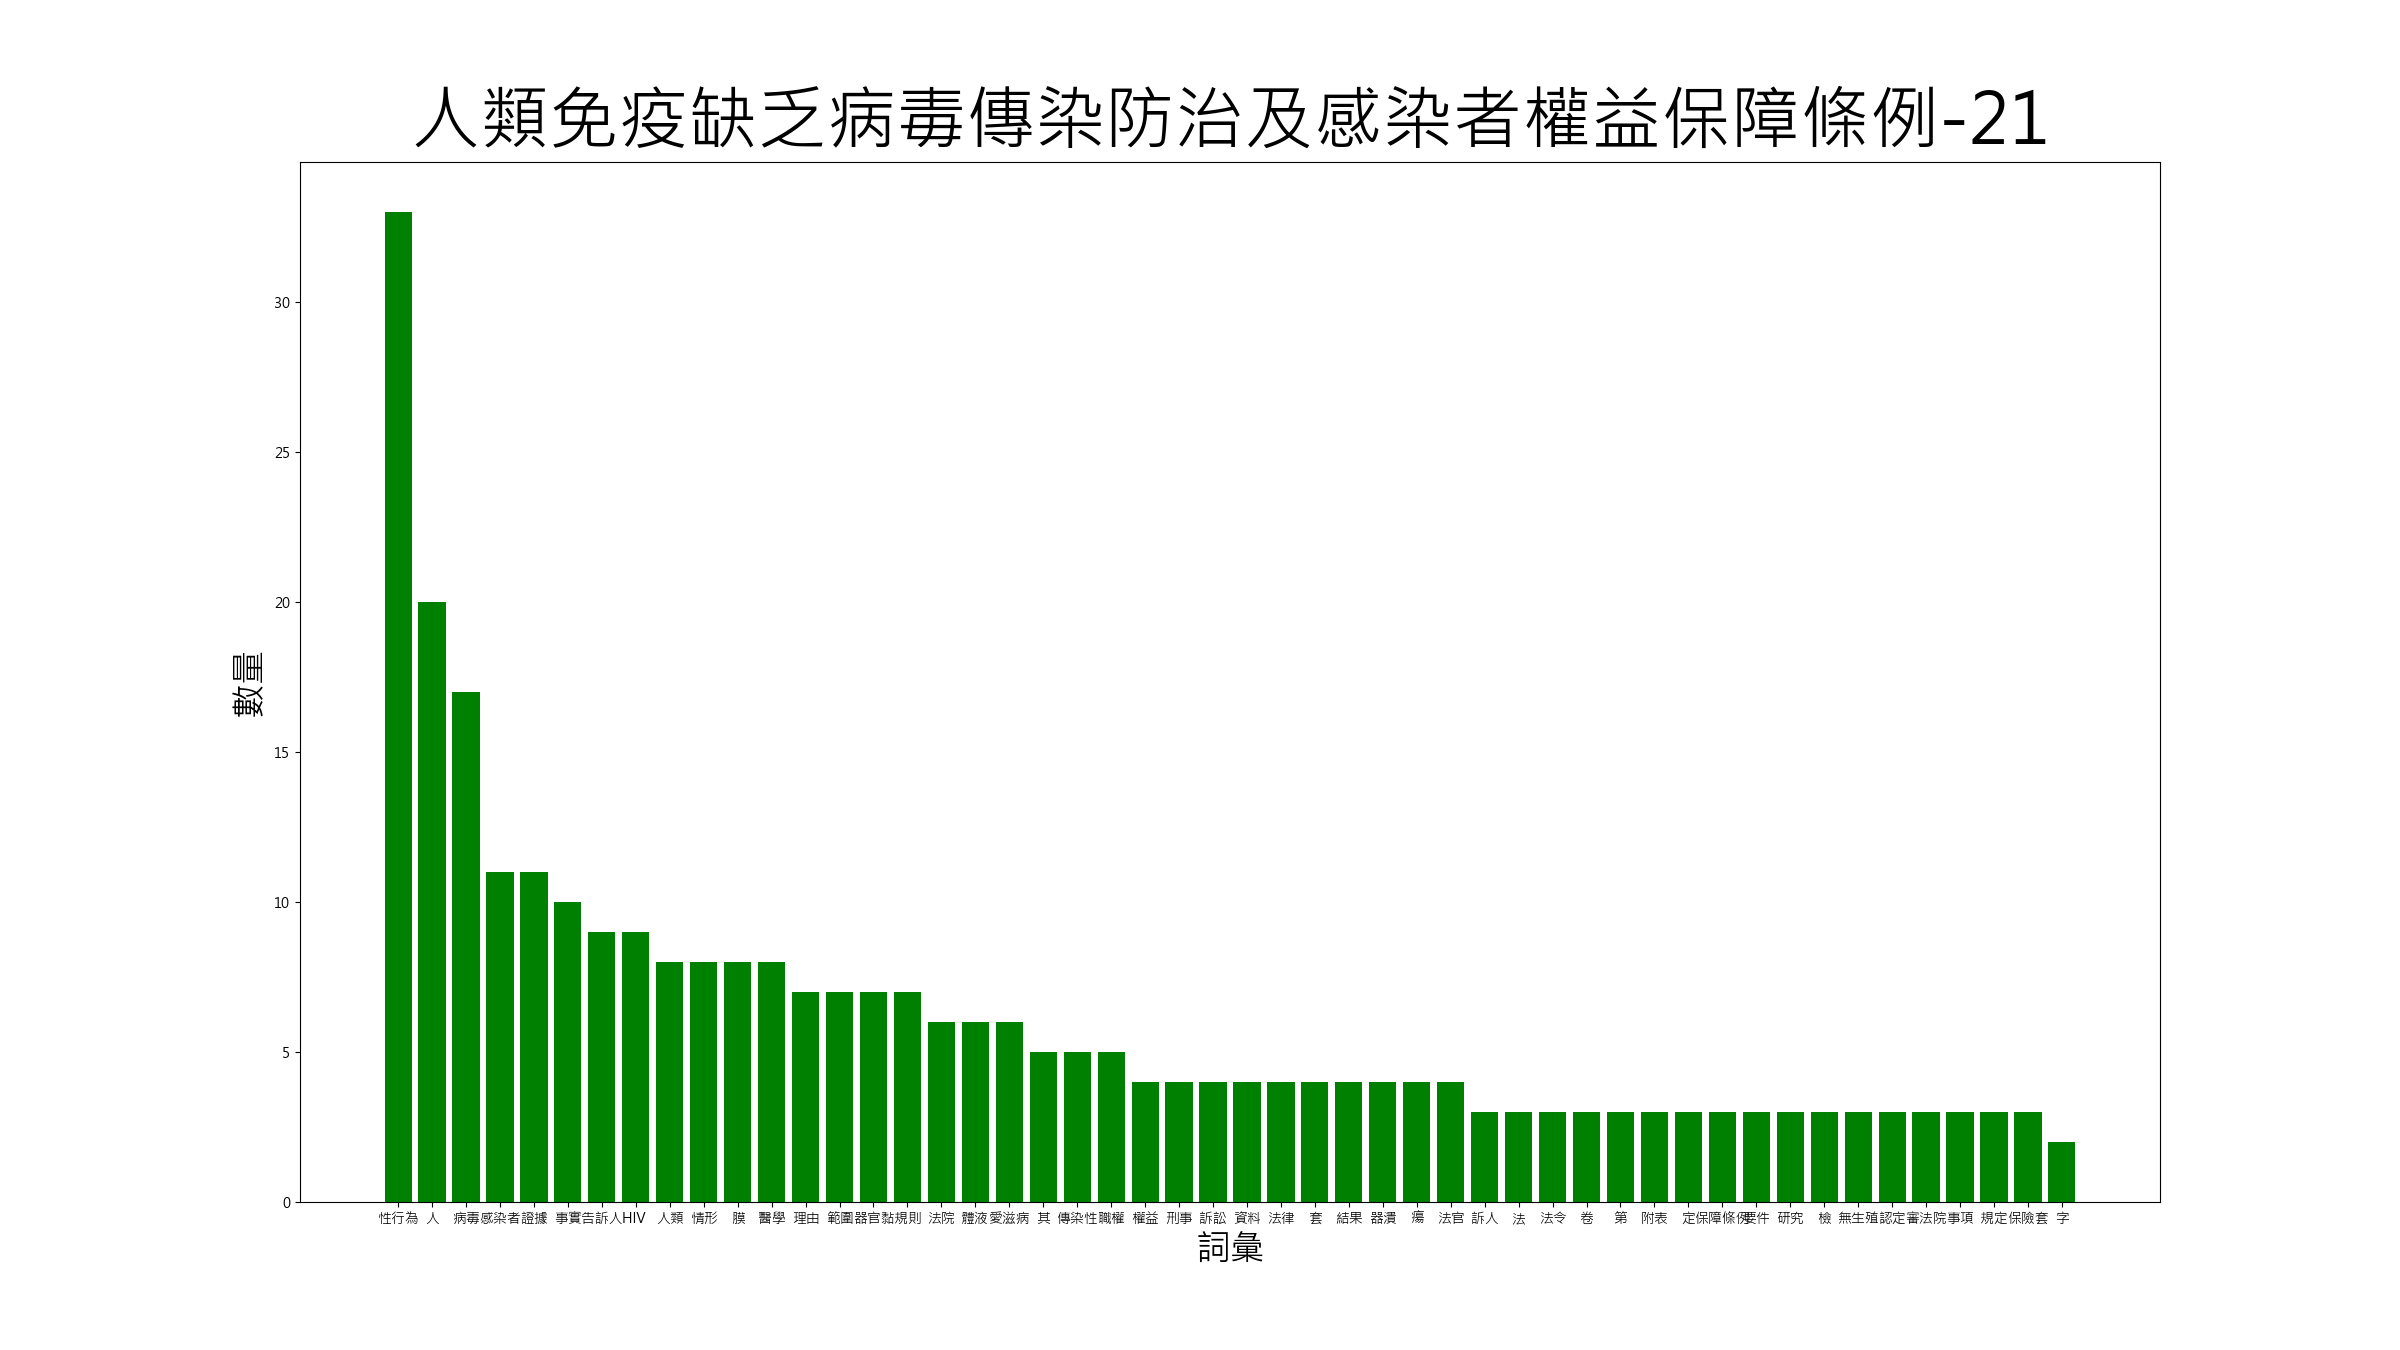 人類免疫缺乏病毒傳染防治及感染者權益保障條例-21
數量
30
25
20
15
10
5
0
性行為 人 病毒 感染者 證據 事實 告訴人 HIV 人類 情形 膜 醫學 理由 範圍 器官黏 規則 法院 體液 愛滋病 其 傳染性 職權 權益 刑事 訴訟 資料 法律 套 結果 器潰 瘍 法官 訴人 法 法令 卷 第 附表 定 保障條例 要件 研究 檢 無生殖 認定 審法院 事項 規定 保險套 字
詞彙